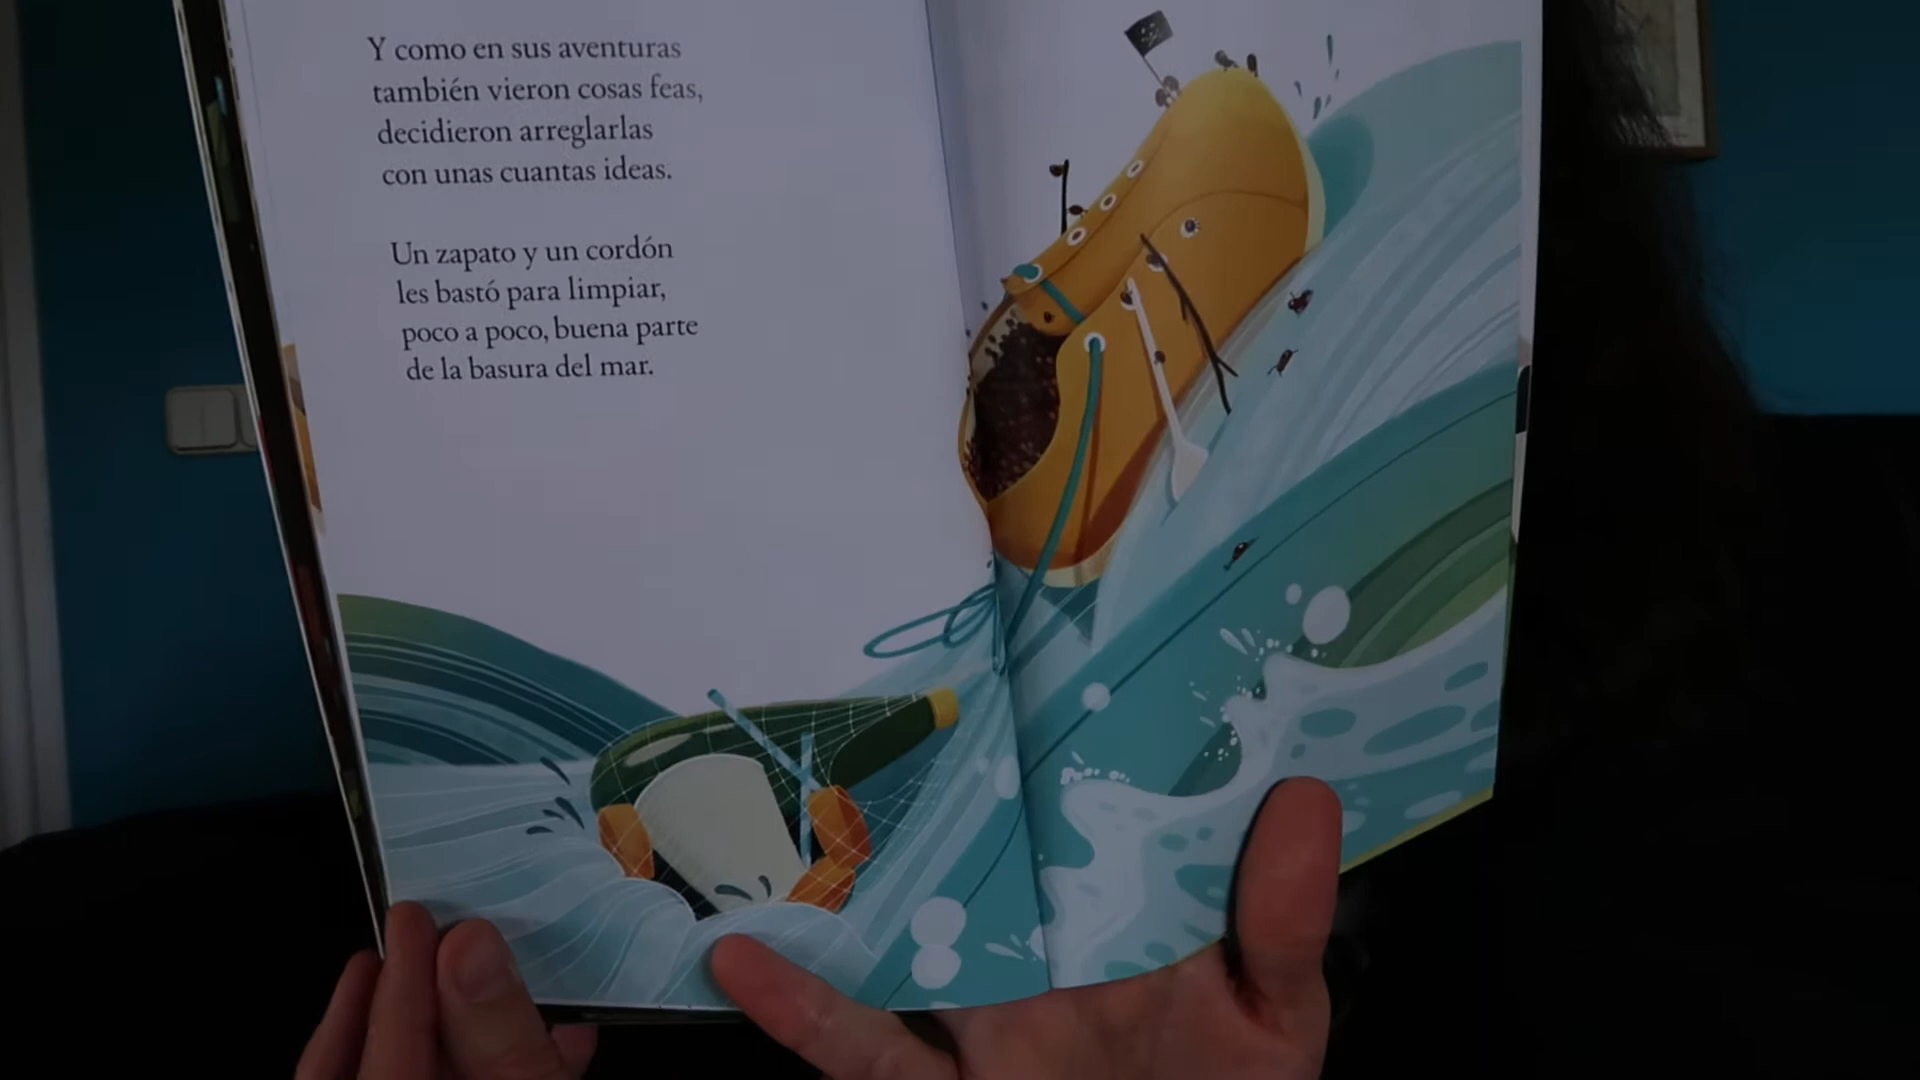 Y como en sus aventuras
también vieron cosas feas,
decidieron arreglarlas
con unas cuantas ideas.
Un zapato y un cordón
les bastó para limpiar,
poco a poco, buena parte
de la basura del mar.